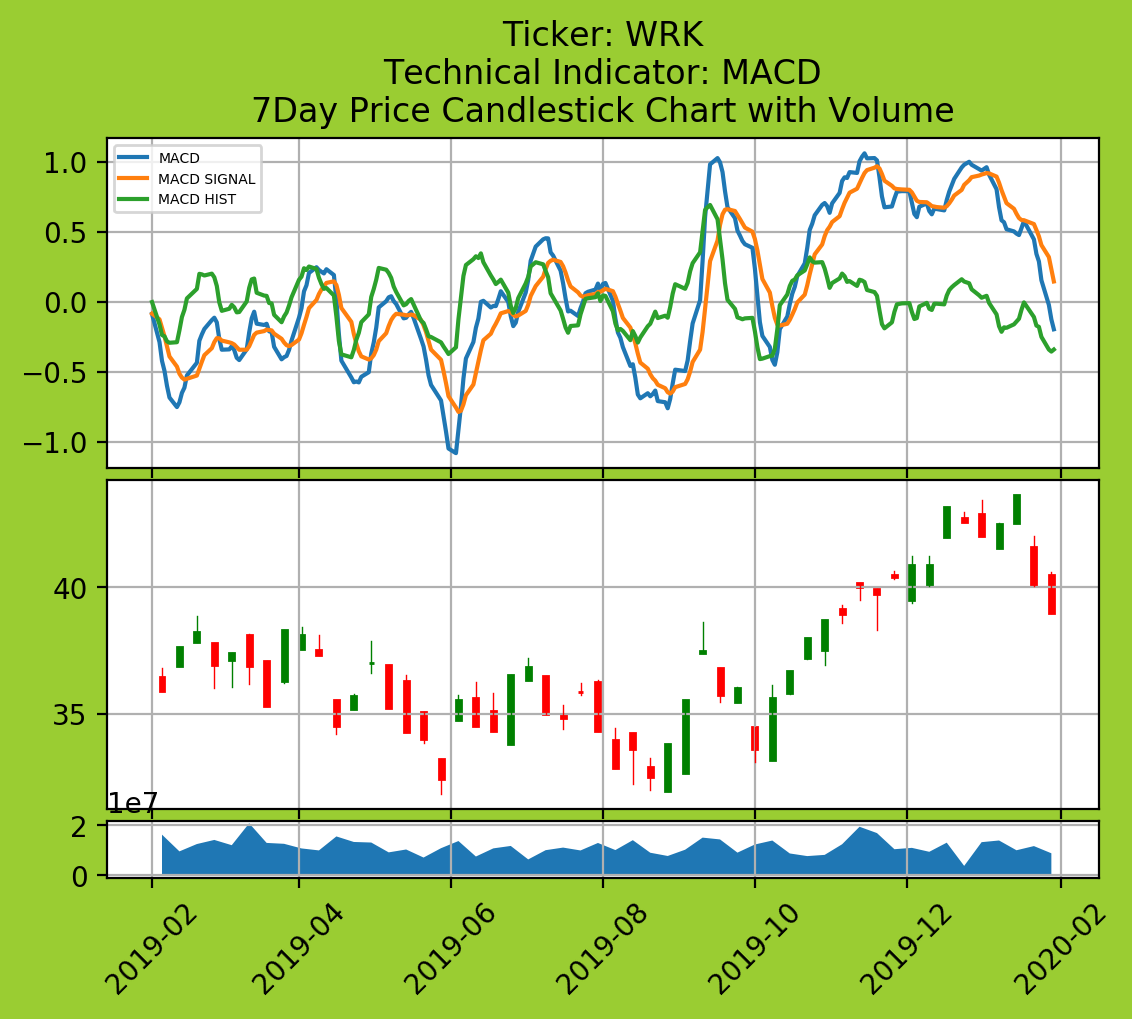 Ticker: WRK
Technical Indicator: MACD
7Day Price Candlestick Chart with Volume
MACD
MACD SIGNAL
MACD HIST
1.0
0.5
0.0
−0.5
−1.0
40
35
1e7
2
0
2019-02
2019-04
2019-06
2019-08
2019-10
2019-12
2020-02